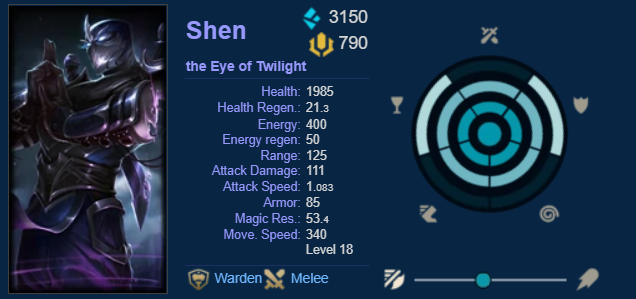 Shen
3150
790
the Eye of Twilight
Health: 1985
Health Regen.: 21.3
Energy: 400
Energy regen: 50
Range: 125
Attack Damage: 111
Attack Speed: 1.083
Armor: 85
Magic Res.: 53.4
Move. Speed: 340
Level 18
Warden Melee